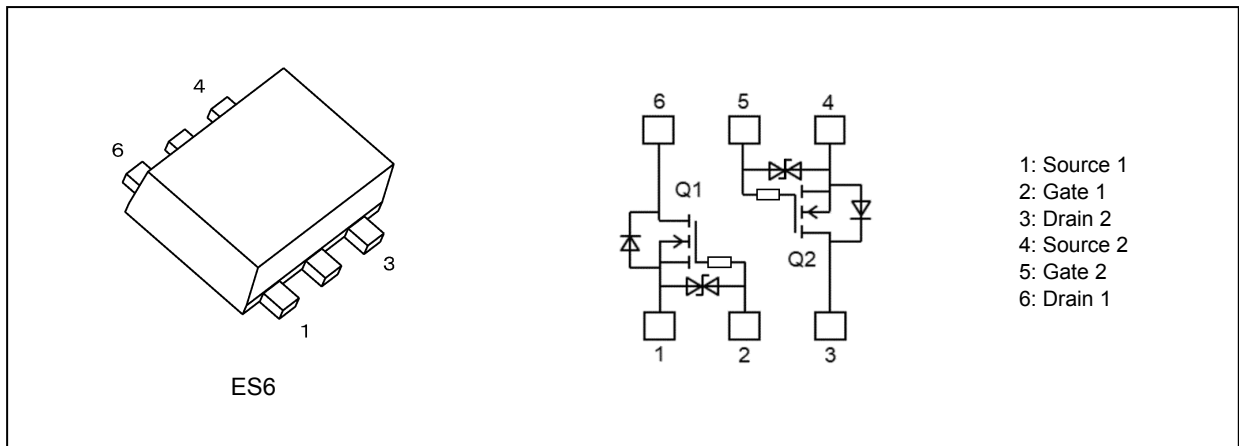 4
6
3
1
ES6
6
5
4
Q1
Q2
1
2
3
1: Source 1
2: Gate 1
3: Drain 2
4: Source 2
5: Gate 2
6: Drain 1